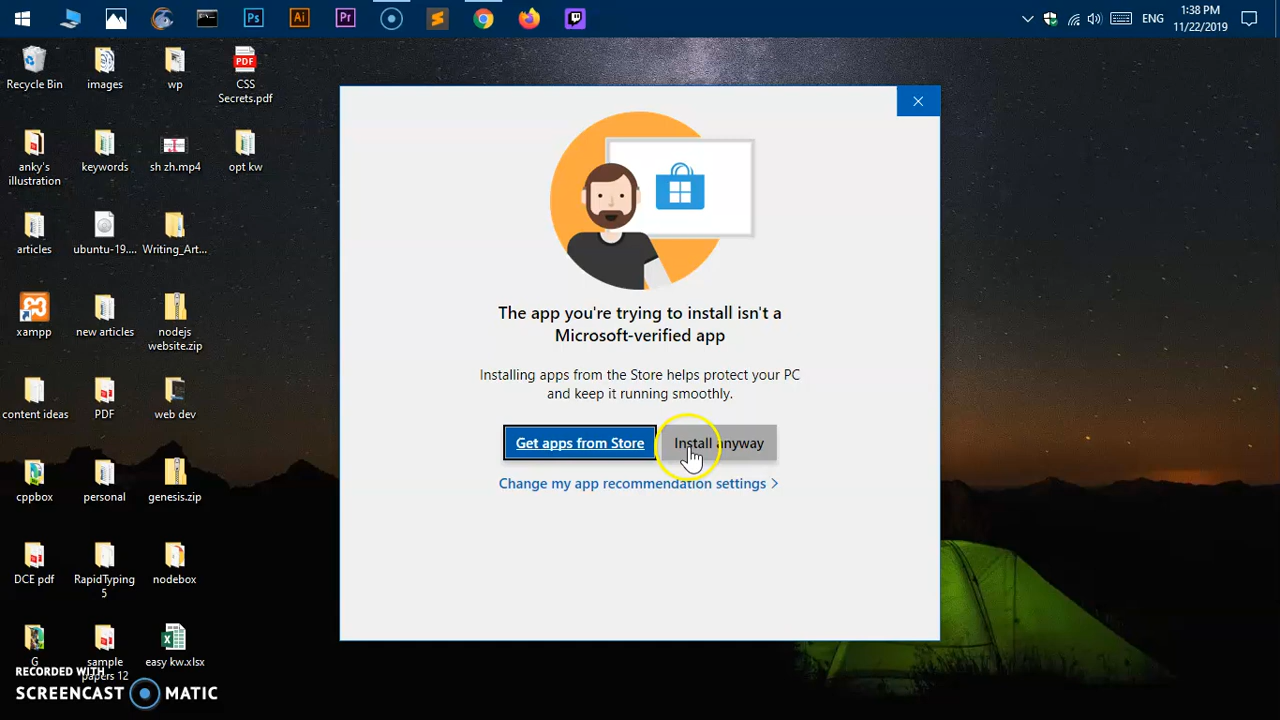 Ps
Ai
Pr
ENG
1:38 PM
11/22/2019
Recycle Bin
images
wp
PDF
CSS
Secrets.pdf
anky's
illustration
keywords
sh zh.mp4
opt kw
articles
ubuntu-19....
Writing_Art...
xampp
new articles
nodejs
website.zip
content ideas
PDF
web dev
cppbox
personal
genesis.zip
DCE pdf
RapidTyping
5
nodebox
G
sample
papers 12
easy kw.xlsx
The app you're trying to install isn't a
Microsoft-verified app
Installing apps from the Store helps protect your PC
and keep it running smoothly.
Get apps from Store
Install anyway
Change my app recommendation settings >
RECORDED WITH
SCREENCAST MATIC